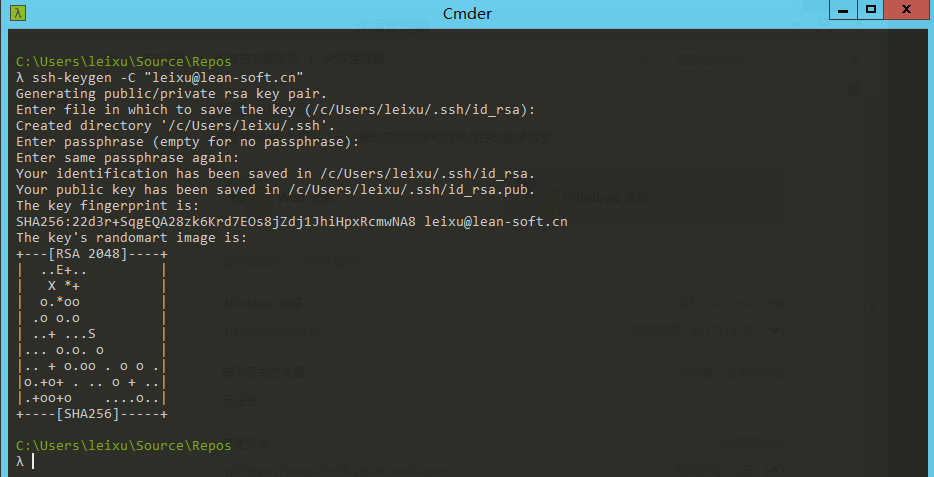 Cmder
C:\Users\leixu\Source\Repos
λ ssh-keygen -C "leixu@lean-soft.cn"
Generating public/private rsa key pair.
Enter file in which to save the key (/c/Users/leixu/.ssh/id_rsa):
Created directory '/c/Users/leixu/.ssh'.
Enter passphrase (empty for no passphrase):
Enter same passphrase again:
Your identification has been saved in /c/Users/leixu/.ssh/id_rsa.
Your public key has been saved in /c/Users/leixu/.ssh/id_rsa.pub.
The key fingerprint is:
SHA256:22d3r+SqgEQA28zk6Krd7EOs8jZdj1JhiHpxRcmwNA8 leixu@lean-soft.cn
The key's randomart image is:
+---[RSA 2048]----+
|  ..E+..         |
|   X *+          |
|  o.*oo          |
| .o o.o          |
| ..+ ...S        |
|... o.o. o       |
|.. + o.oo . o o .|
|o.+o+ . .. o + ..|
|.+oo+o    ....o..|
+----[SHA256]-----+
C:\Users\leixu\Source\Repos
λ